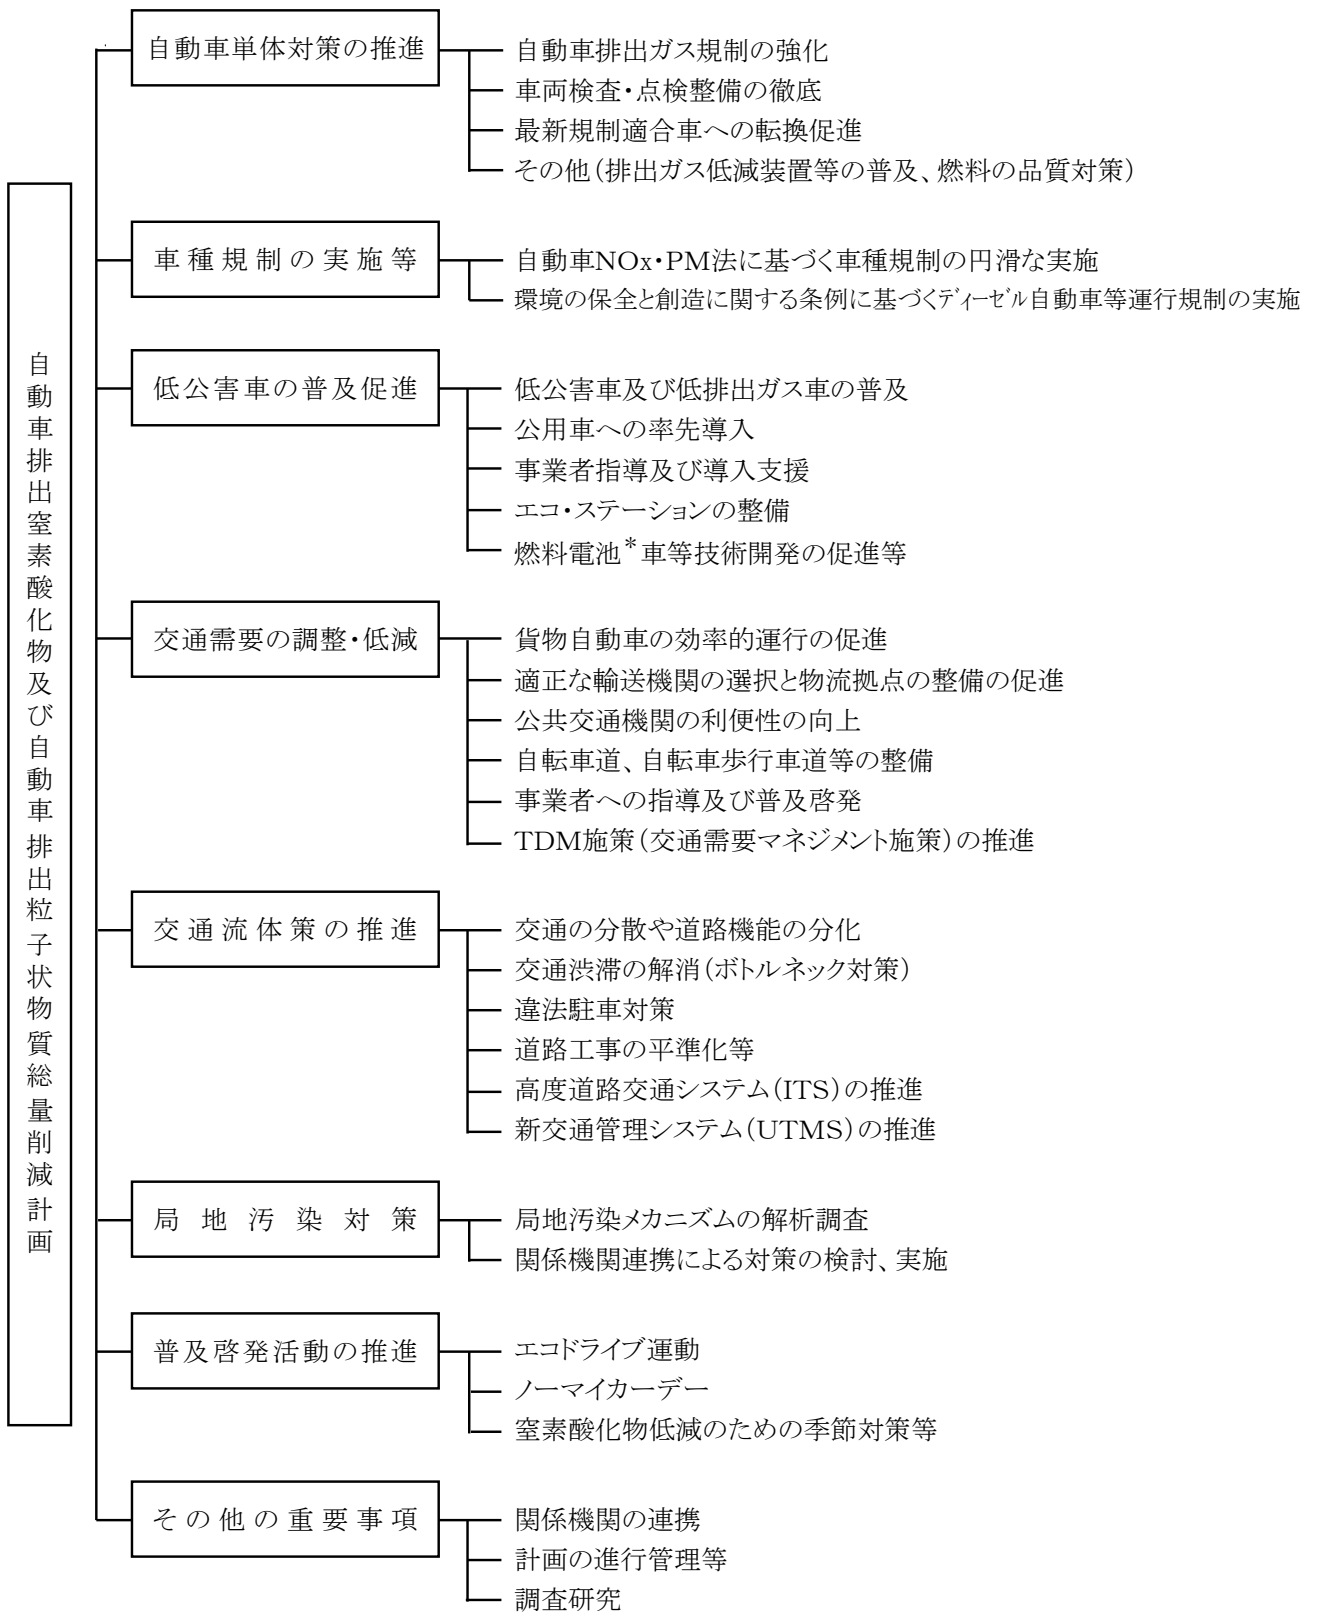 自動車排出窒素酸化物及び自動車排出粒子状物質総量削減計画
自動車単体対策の推進
自動車排出ガス規制の強化
車両検査・点検整備の徹底
最新規制適合車への転換促進
その他（排出ガス低減装置等の普及、燃料の品質対策）
車種規制の実施等
自動車NOx・PM法に基づく車種規制の円滑な実施
環境の保全と創造に関する条例に基づくディーゼル自動車等運行規制の実施
低公害車の普及促進
低公害車及び低排出ガス車の普及
公用車への率先導入
事業者指導及び導入支援
エコ・ステーションの整備
燃料電池＊車等技術開発の促進等
交通需要の調整・低減
貨物自動車の効率的運行の促進
適正な輸送機関の選択と物流拠点の整備の促進
公共交通機関の利便性の向上
自転車道、自転車歩行車道等の整備
事業者への指導及び普及啓発
TDM施策（交通需要マネジメント施策）の推進
交通流体策の推進
交通の分散や道路機能の分化
交通渋滞の解消（ボトルネック対策）
違法駐車対策
道路工事の平準化等
高度道路交通システム（ITS）の推進
新交通管理システム（UTMS）の推進
局地汚染対策
局地汚染メカニズムの解析調査
関係機関連携による対策の検討、実施
普及啓発活動の推進
エコドライブ運動
ノーマイカーデー
窒素酸化物低減のための季節対策等
その他の重要事項
関係機関の連携
計画の進行管理等
調査研究